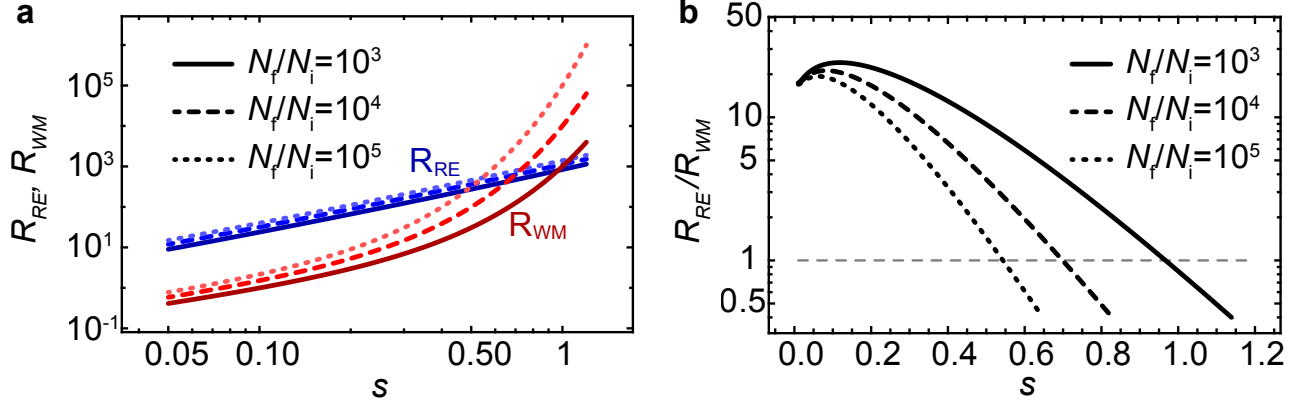 a
R_RE, R_WM
10^5
10^3
10^1
10^-1
N_f/N_i=10^3
N_f/N_i=10^4
N_f/N_i=10^5
R_RE
R_WM
0.05 0.10 0.50 1
s
b
R_RE/R_WM
50
10
5
1
0.5
N_f/N_i=10^3
N_f/N_i=10^4
N_f/N_i=10^5
0.0 0.2 0.4 0.6 0.8 1.0 1.2
s